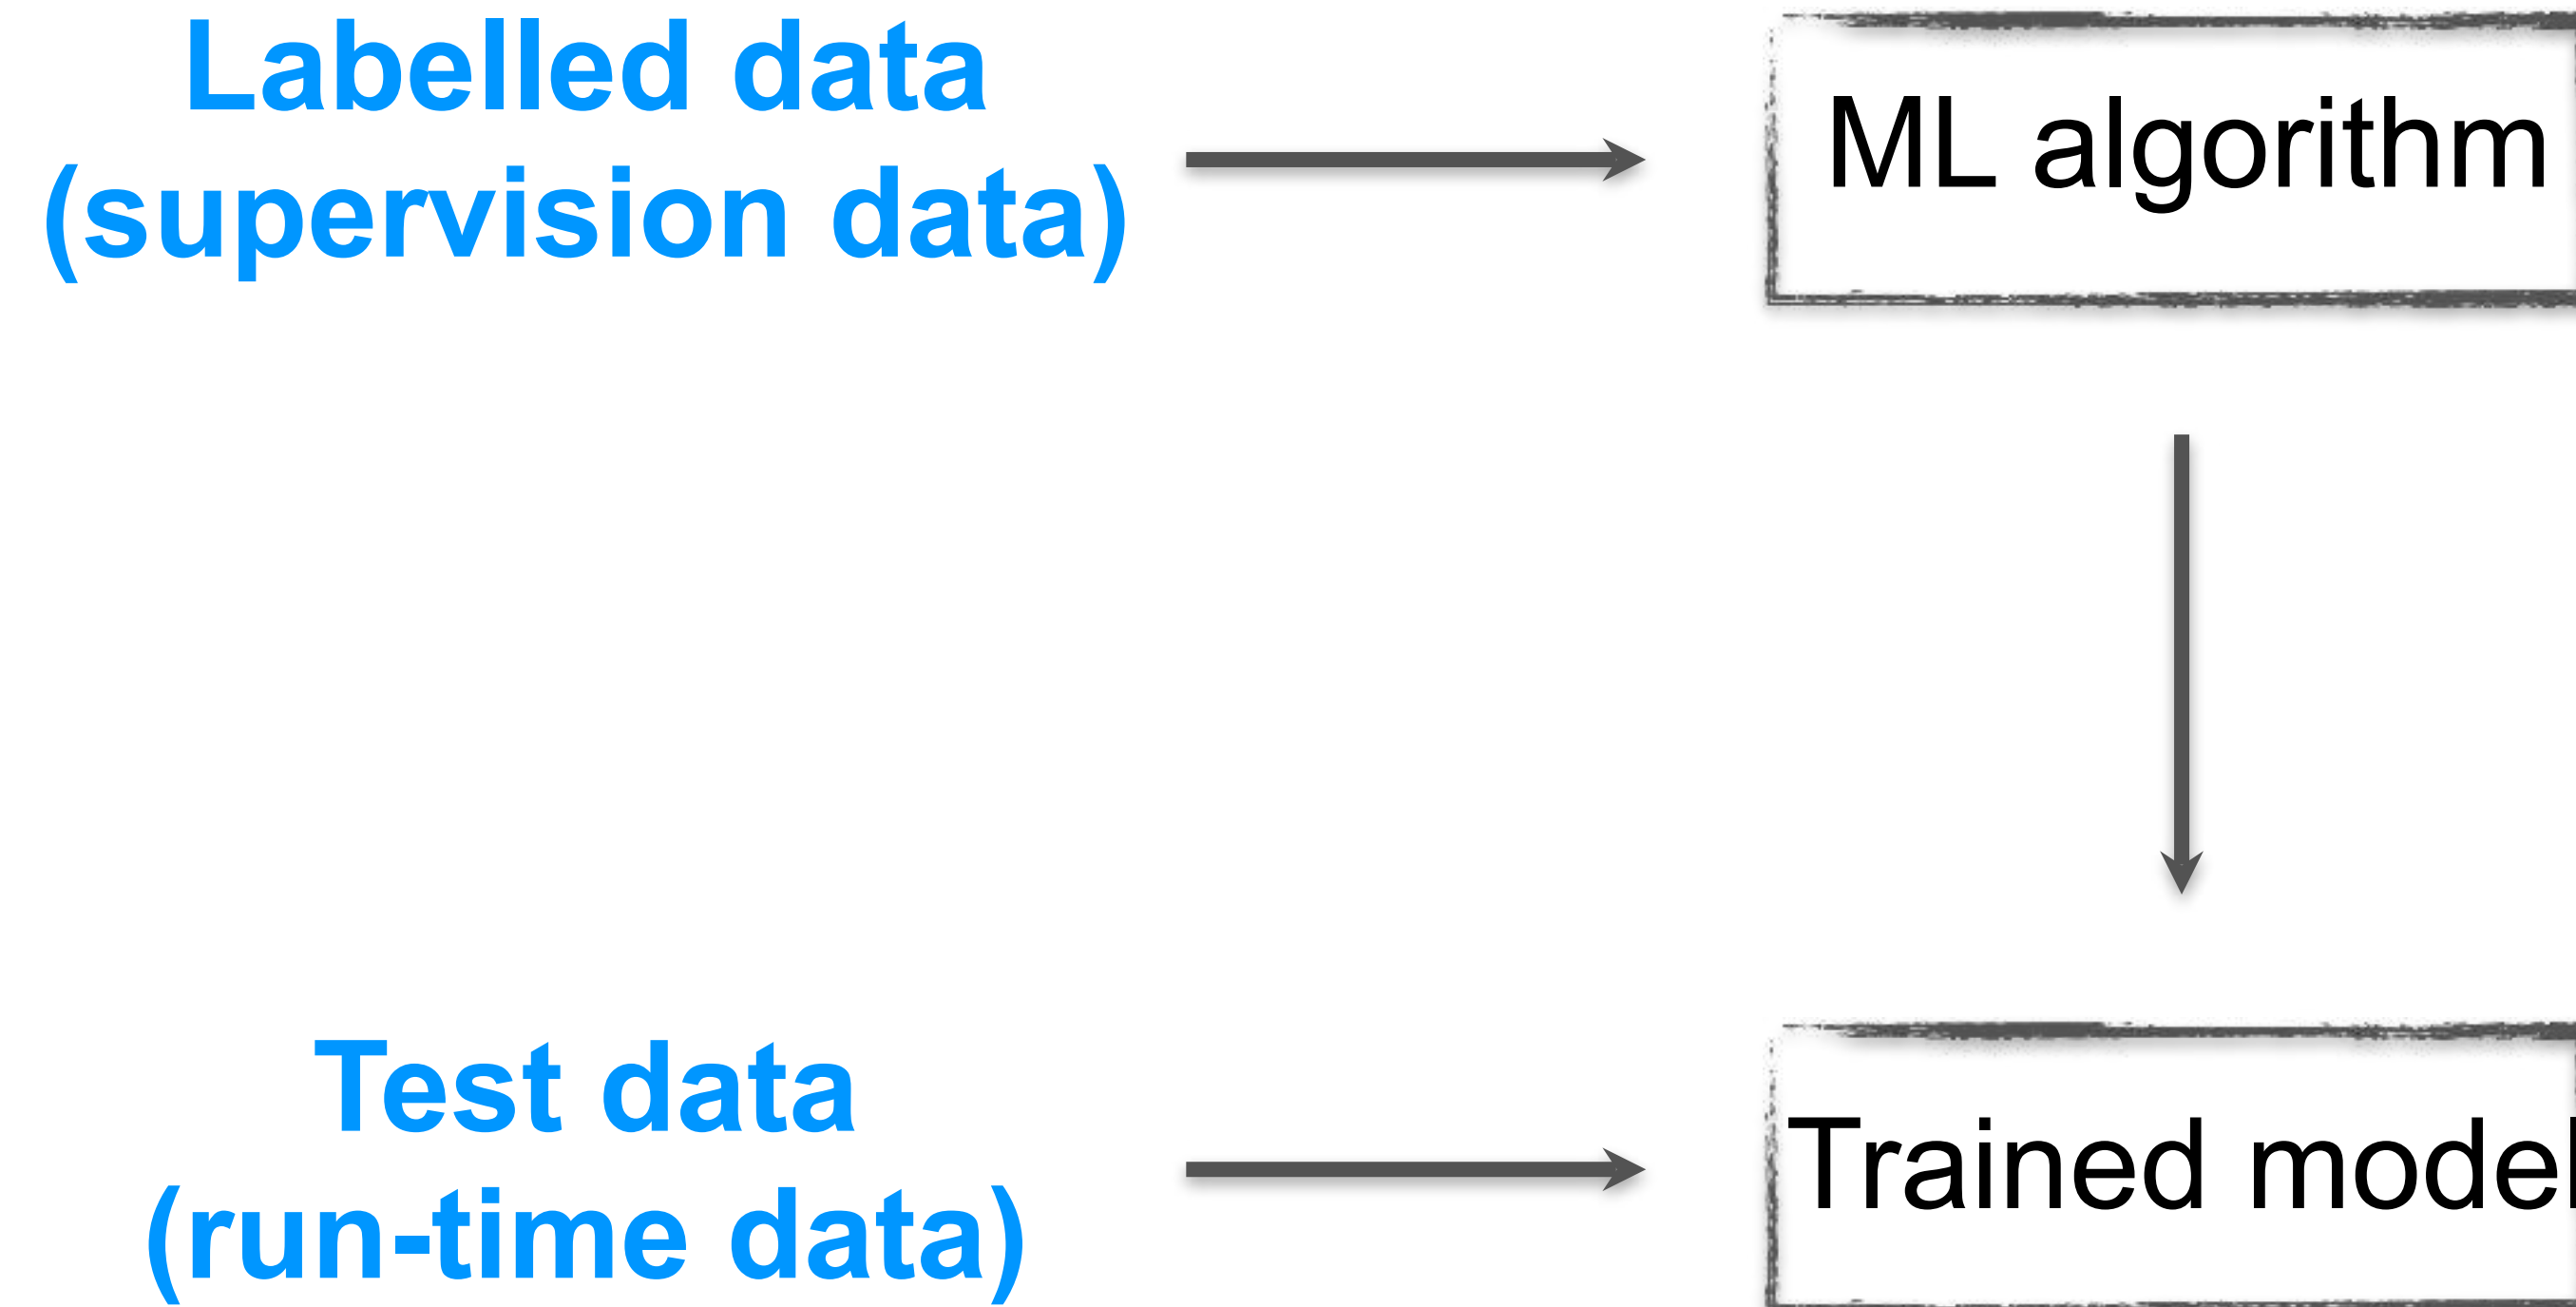 Labelled data
(supervision data)
ML algorithm
Test data
(run-time data)
Trained model